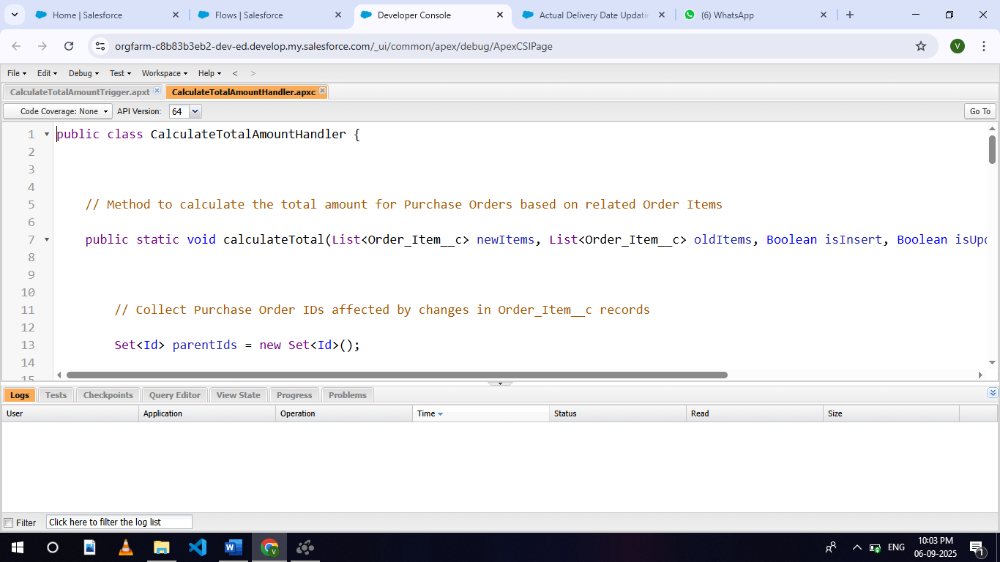 Home | Salesforce
Flows | Salesforce
Developer Console
Actual Delivery Date Updatin
(6) WhatsApp
orgfarm-c8b83b3eb2-dev-ed.develop.my.salesforce.com/_ui/common/apex/debug/ApexCSIPage
V
File Edit Debug Test Workspace Help < >
CalculateTotalAmountTrigger.apxt CalculateTotalAmountHandler.apxc
Code Coverage: None API Version: 64 Go To
1 public class CalculateTotalAmountHandler {
2
3
4
5 // Method to calculate the total amount for Purchase Orders based on related Order Items
6
7 public static void calculateTotal(List<Order_Item__c> newItems, List<Order_Item__c> oldItems, Boolean isInsert, Boolean isUpd
8
9
10
11 // Collect Purchase Order IDs affected by changes in Order_Item__c records
12
13 Set<Id> parentIds = new Set<Id>();
14
15
Logs Tests Checkpoints Query Editor View State Progress Problems
User Application Operation Time Status Read Size
Filter Click here to filter the log list
ENG
10:03 PM
06-09-2025
1